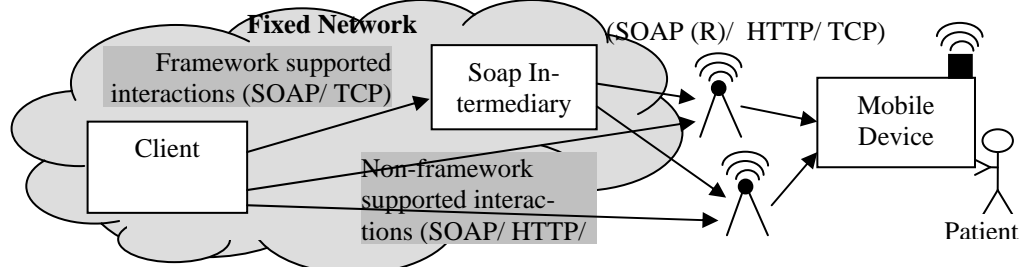 Fixed Network
(SOAP (R)/ HTTP/ TCP)
Framework supported
interactions (SOAP/ TCP)
Soap In-
termediary
Mobile
Device
Client
Non-framework
supported interac-
tions (SOAP/ HTTP/
Patient